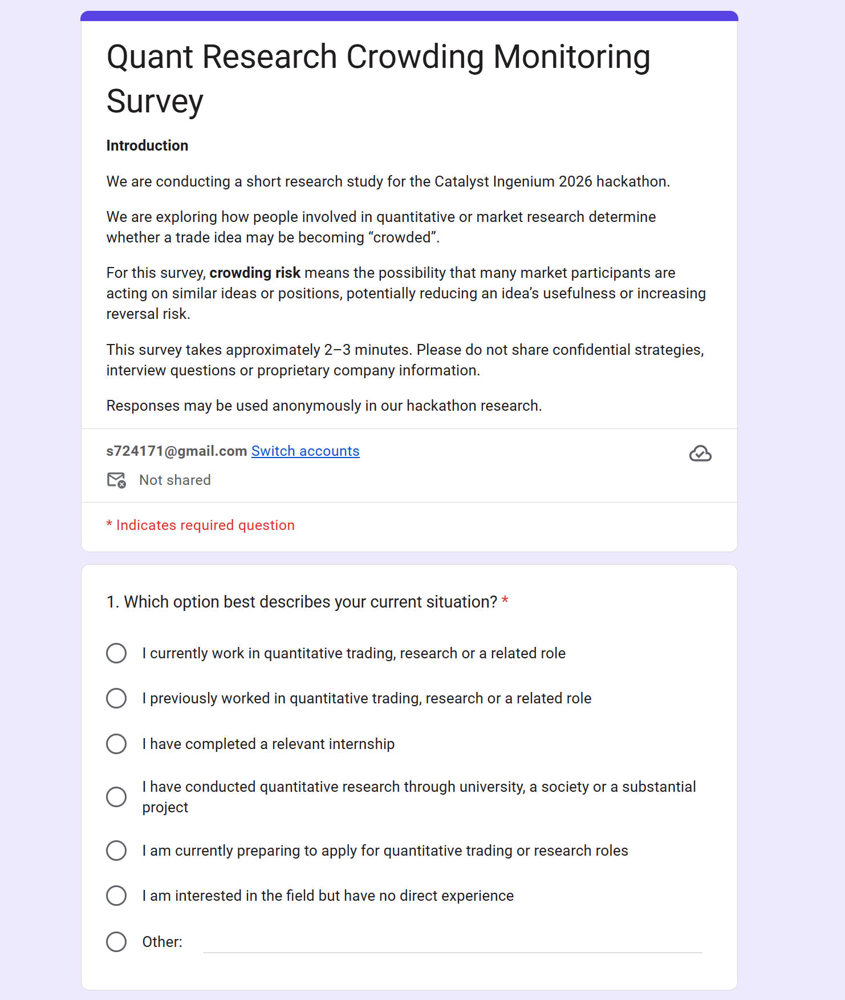 Quant Research Crowding Monitoring
Survey
Introduction
We are conducting a short research study for the Catalyst Ingenium 2026 hackathon.
We are exploring how people involved in quantitative or market research determine
whether a trade idea may be becoming “crowded”.
For this survey, crowding risk means the possibility that many market participants are
acting on similar ideas or positions, potentially reducing an idea’s usefulness or increasing
reversal risk.
This survey takes approximately 2–3 minutes. Please do not share confidential strategies,
interview questions or proprietary company information.
Responses may be used anonymously in our hackathon research.
s724171@gmail.com Switch accounts
Not shared
* Indicates required question
1. Which option best describes your current situation? *
I currently work in quantitative trading, research or a related role
I previously worked in quantitative trading, research or a related role
I have completed a relevant internship
I have conducted quantitative research through university, a society or a substantial
project
I am currently preparing to apply for quantitative trading or research roles
I am interested in the field but have no direct experience
Other: